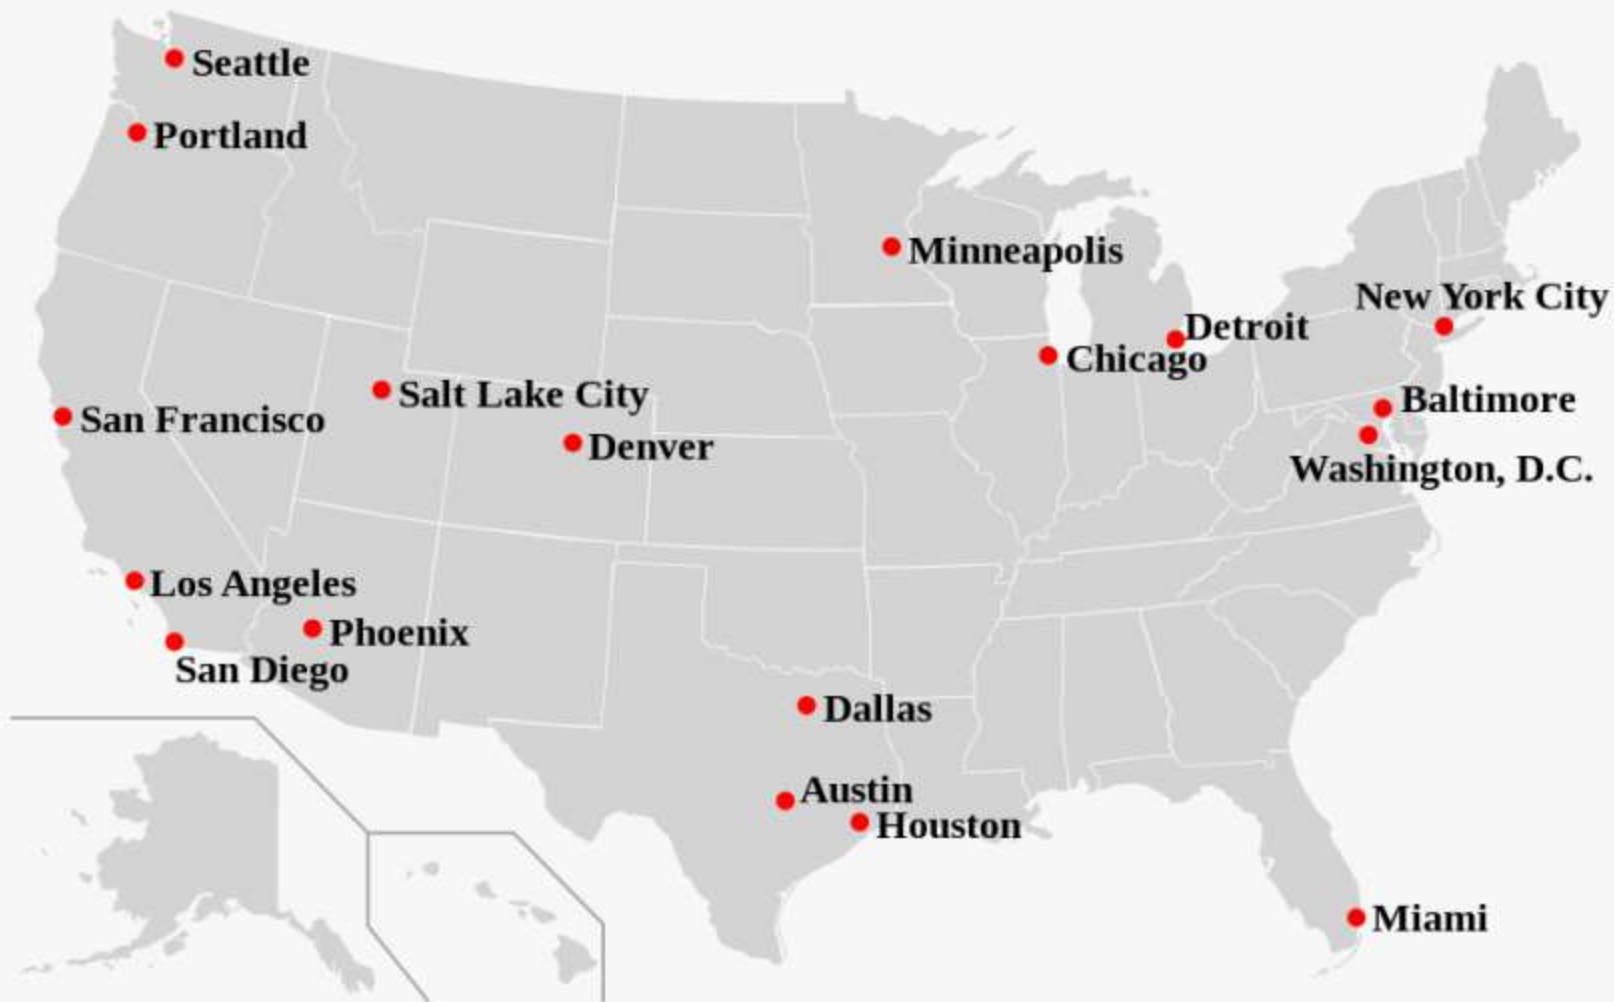 Seattle
Portland
Minneapolis
New York City
Detroit
Chicago
Salt Lake City
Baltimore
San Francisco
Denver
Washington, D.C.
Los Angeles
Phoenix
San Diego
Dallas
Austin
Houston
Miami